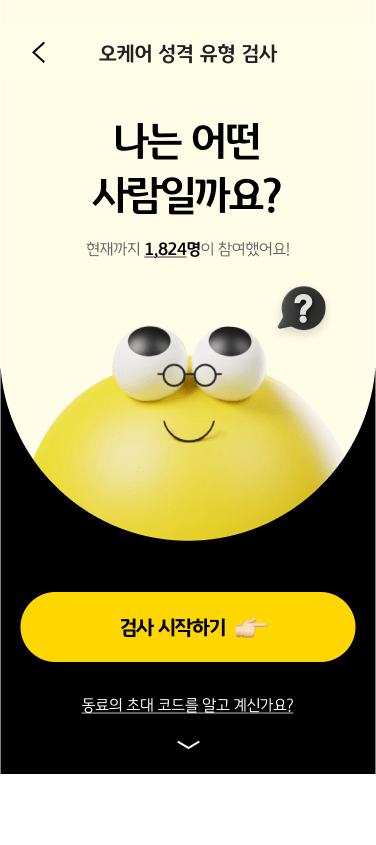 오케어 성격 유형 검사
나는 어떤
사람일까요?
현재까지 1,824명이 참여했어요!
?
검사 시작하기
동료의 초대 코드를 알고 계신가요?